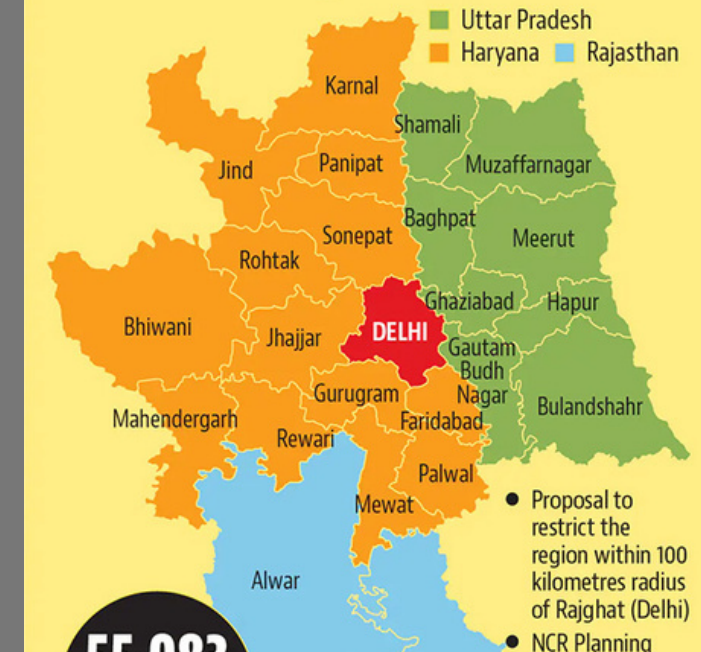 Uttar Pradesh
Haryana
Rajasthan
Karnal
Shamali
Jind
Panipat
Muzaffarnagar
Baghpat
Sonepat
Meerut
Rohtak
Ghaziabad
Hapur
Bhiwani
Jhajjar
DELHI
Gautam
Budh
Nagar
Gurugram
Bulandshahr
Mahendergarh
Faridabad
Rewari
Palwal
Mewat
Alwar
● Proposal to
restrict the
region within 100
kilometres radius
of Rajghat (Delhi)
● NCR Planning